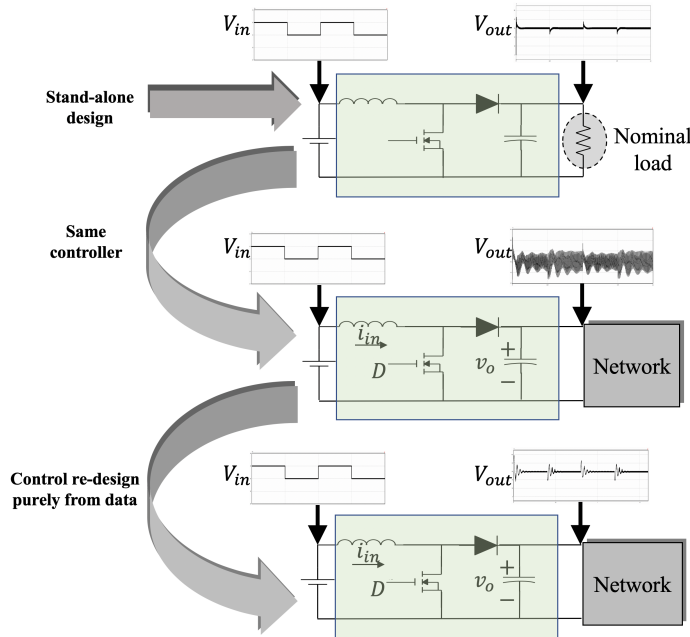 V_in
V_out
Stand-alone
design
Nominal
load
Same
controller
V_in
V_out
i_in
D
v_o
+
−
Network
Control re-design
purely from data
V_in
V_out
i_in
D
v_o
+
−
Network